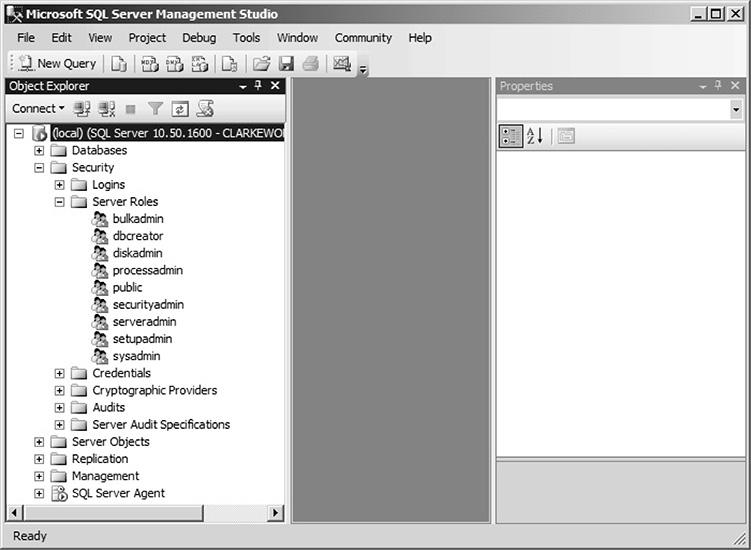 Microsoft SQL Server Management Studio
File Edit View Project Debug Tools Window Community Help
New Query
Object Explorer
Properties
Connect
(local) (SQL Server 10.50.1600 - CLARKEWO
Databases
Security
Logins
Server Roles
bulkadmin
dbcreator
diskadmin
processadmin
public
securityadmin
serveradmin
setupadmin
sysadmin
Credentials
Cryptographic Providers
Audits
Server Audit Specifications
Server Objects
Replication
Management
SQL Server Agent
Ready